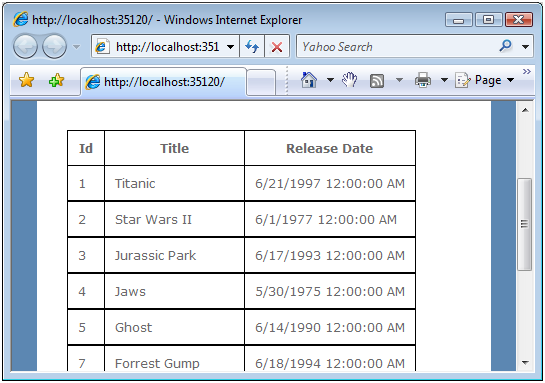 http://localhost:35120/ - Windows Internet Explorer
http://localhost:351 Yahoo Search
http://localhost:35120/ Page
Id Title Release Date
1 Titanic 6/21/1997 12:00:00 AM
2 Star Wars II 6/1/1977 12:00:00 AM
3 Jurassic Park 6/17/1993 12:00:00 AM
4 Jaws 5/30/1975 12:00:00 AM
5 Ghost 6/14/1990 12:00:00 AM
7 Forrest Gump 6/18/1994 12:00:00 AM